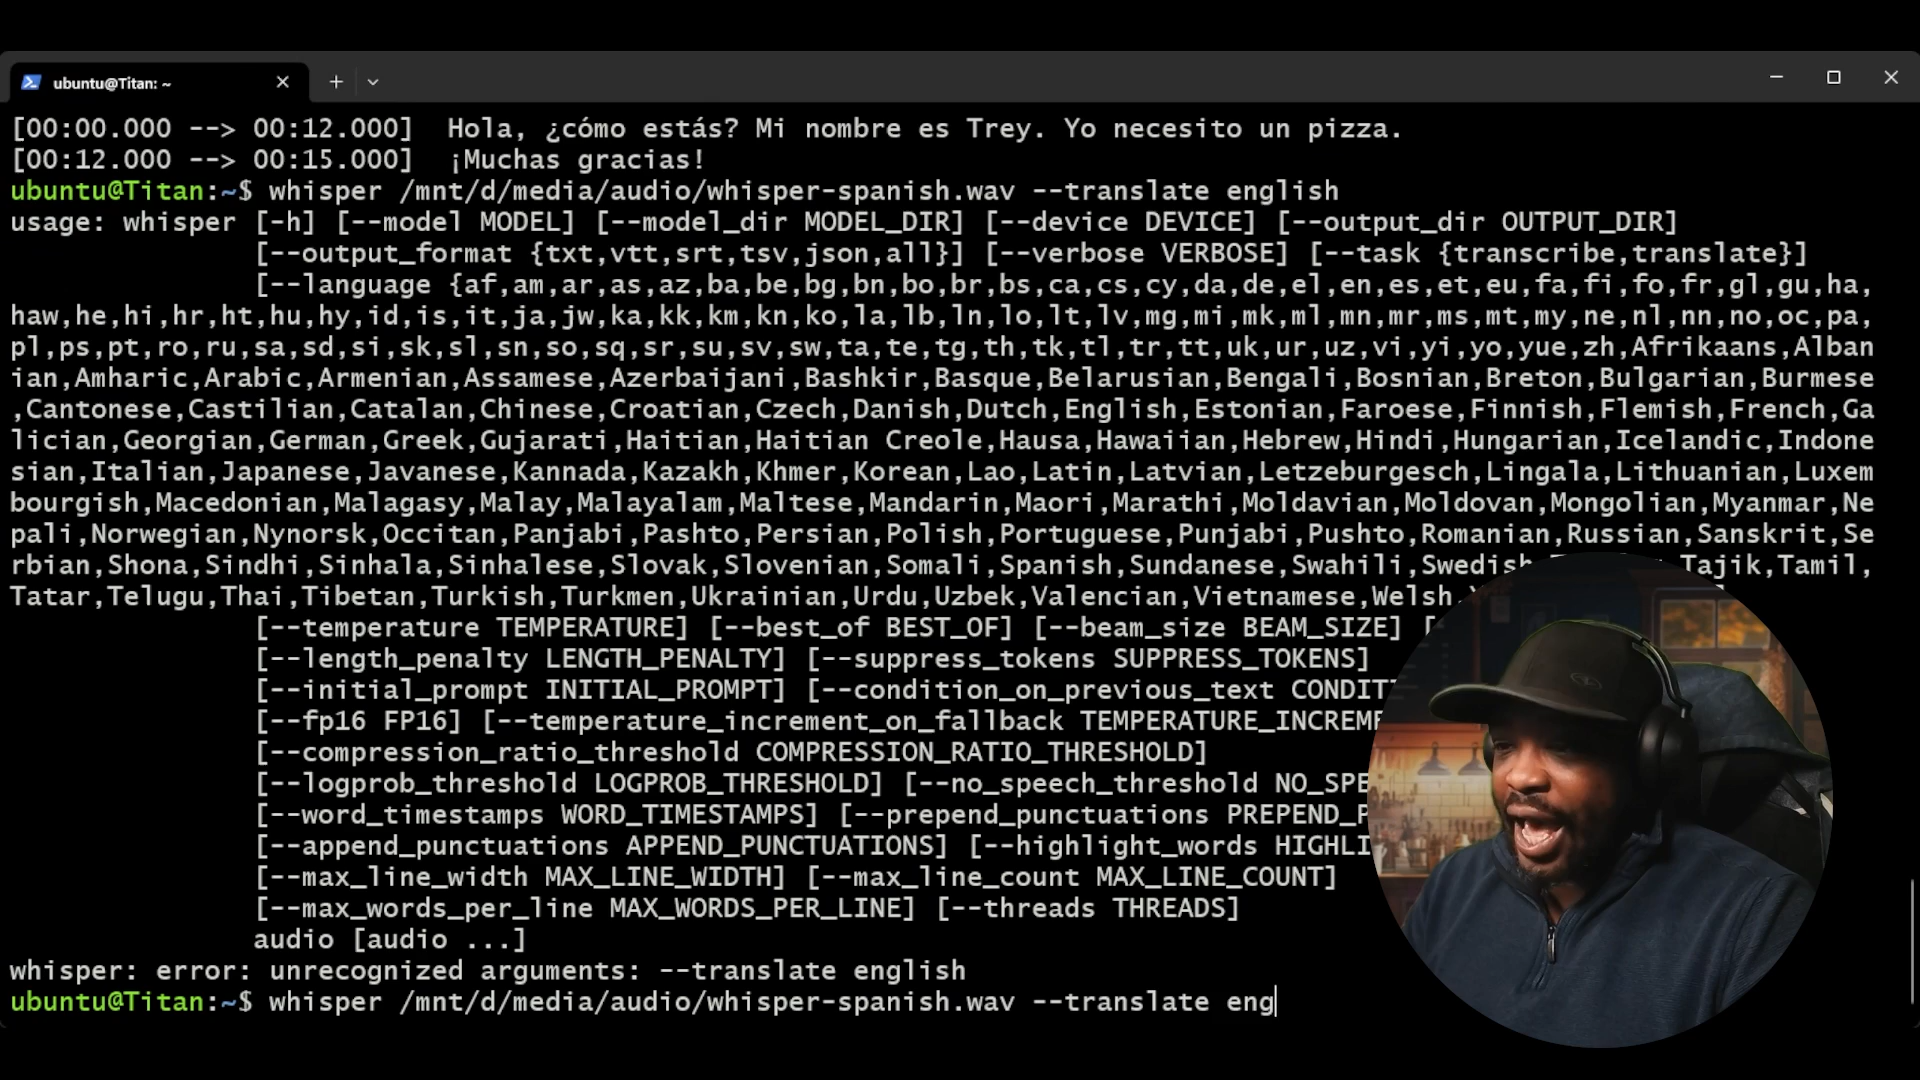 ubuntu@Titan: ~
[00:00.000 --> 00:12.000]  Hola, ¿cómo estás? Mi nombre es Trey. Yo necesito un pizza.
[00:12.000 --> 00:15.000]  ¡Muchas gracias!
ubuntu@Titan:~$ whisper /mnt/d/media/audio/whisper-spanish.wav --translate english
usage: whisper [-h] [--model MODEL] [--model_dir MODEL_DIR] [--device DEVICE] [--output_dir OUTPUT_DIR]
[--output_format {txt,vtt,srt,tsv,json,all}] [--verbose VERBOSE] [--task {transcribe,translate}]
[--language {af,am,ar,as,az,ba,be,bg,bn,bo,br,bs,ca,cs,cy,da,de,el,en,es,et,eu,fa,fi,fo,fr,gl,gu,ha,
haw,he,hi,hr,ht,hu,hy,id,is,it,ja,jw,ka,kk,km,kn,ko,la,lb,ln,lo,lt,lv,mg,mi,mk,ml,mn,mr,ms,mt,my,ne,nl,nn,no,oc,pa,
pl,ps,pt,ro,ru,sa,sd,si,sk,sl,sn,so,sq,sr,su,sv,sw,ta,te,tg,th,tk,tl,tr,tt,uk,ur,uz,vi,yi,yo,yue,zh,Afrikaans,Alban
ian,Amharic,Arabic,Armenian,Assamese,Azerbaijani,Bashkir,Basque,Belarusian,Bengali,Bosnian,Breton,Bulgarian,Burmese
,Cantonese,Castilian,Catalan,Chinese,Croatian,Czech,Danish,Dutch,English,Estonian,Faroese,Finnish,Flemish,French,Ga
lician,Georgian,German,Greek,Gujarati,Haitian,Haitian Creole,Hausa,Hawaiian,Hebrew,Hindi,Hungarian,Icelandic,Indone
sian,Italian,Japanese,Javanese,Kannada,Kazakh,Khmer,Korean,Lao,Latin,Latvian,Letzeburgesch,Lingala,Lithuanian,Luxem
bourgish,Macedonian,Malagasy,Malay,Malayalam,Maltese,Mandarin,Maori,Marathi,Moldavian,Moldovan,Mongolian,Myanmar,Ne
pali,Norwegian,Nynorsk,Occitan,Panjabi,Pashto,Persian,Polish,Portuguese,Punjabi,Pushto,Romanian,Russian,Sanskrit,Se
rbian,Shona,Sindhi,Sinhala,Sinhalese,Slovak,Slovenian,Somali,Spanish,Sundanese,Swahili,Swedish Tajik,Tamil,
Tatar,Telugu,Thai,Tibetan,Turkish,Turkmen,Ukrainian,Urdu,Uzbek,Valencian,Vietnamese,Welsh,
[--temperature TEMPERATURE] [--best_of BEST_OF] [--beam_size BEAM_SIZE] [
[--length_penalty LENGTH_PENALTY] [--suppress_tokens SUPPRESS_TOKENS]
[--initial_prompt INITIAL_PROMPT] [--condition_on_previous_text CONDIT
[--fp16 FP16] [--temperature_increment_on_fallback TEMPERATURE_INCREME
[--compression_ratio_threshold COMPRESSION_RATIO_THRESHOLD]
[--logprob_threshold LOGPROB_THRESHOLD] [--no_speech_threshold NO_SPE
[--word_timestamps WORD_TIMESTAMPS] [--prepend_punctuations PREPEND_P
[--append_punctuations APPEND_PUNCTUATIONS] [--highlight_words HIGHLI
[--max_line_width MAX_LINE_WIDTH] [--max_line_count MAX_LINE_COUNT]
[--max_words_per_line MAX_WORDS_PER_LINE] [--threads THREADS]
audio [audio ...]
whisper: error: unrecognized arguments: --translate english
ubuntu@Titan:~$ whisper /mnt/d/media/audio/whisper-spanish.wav --translate eng